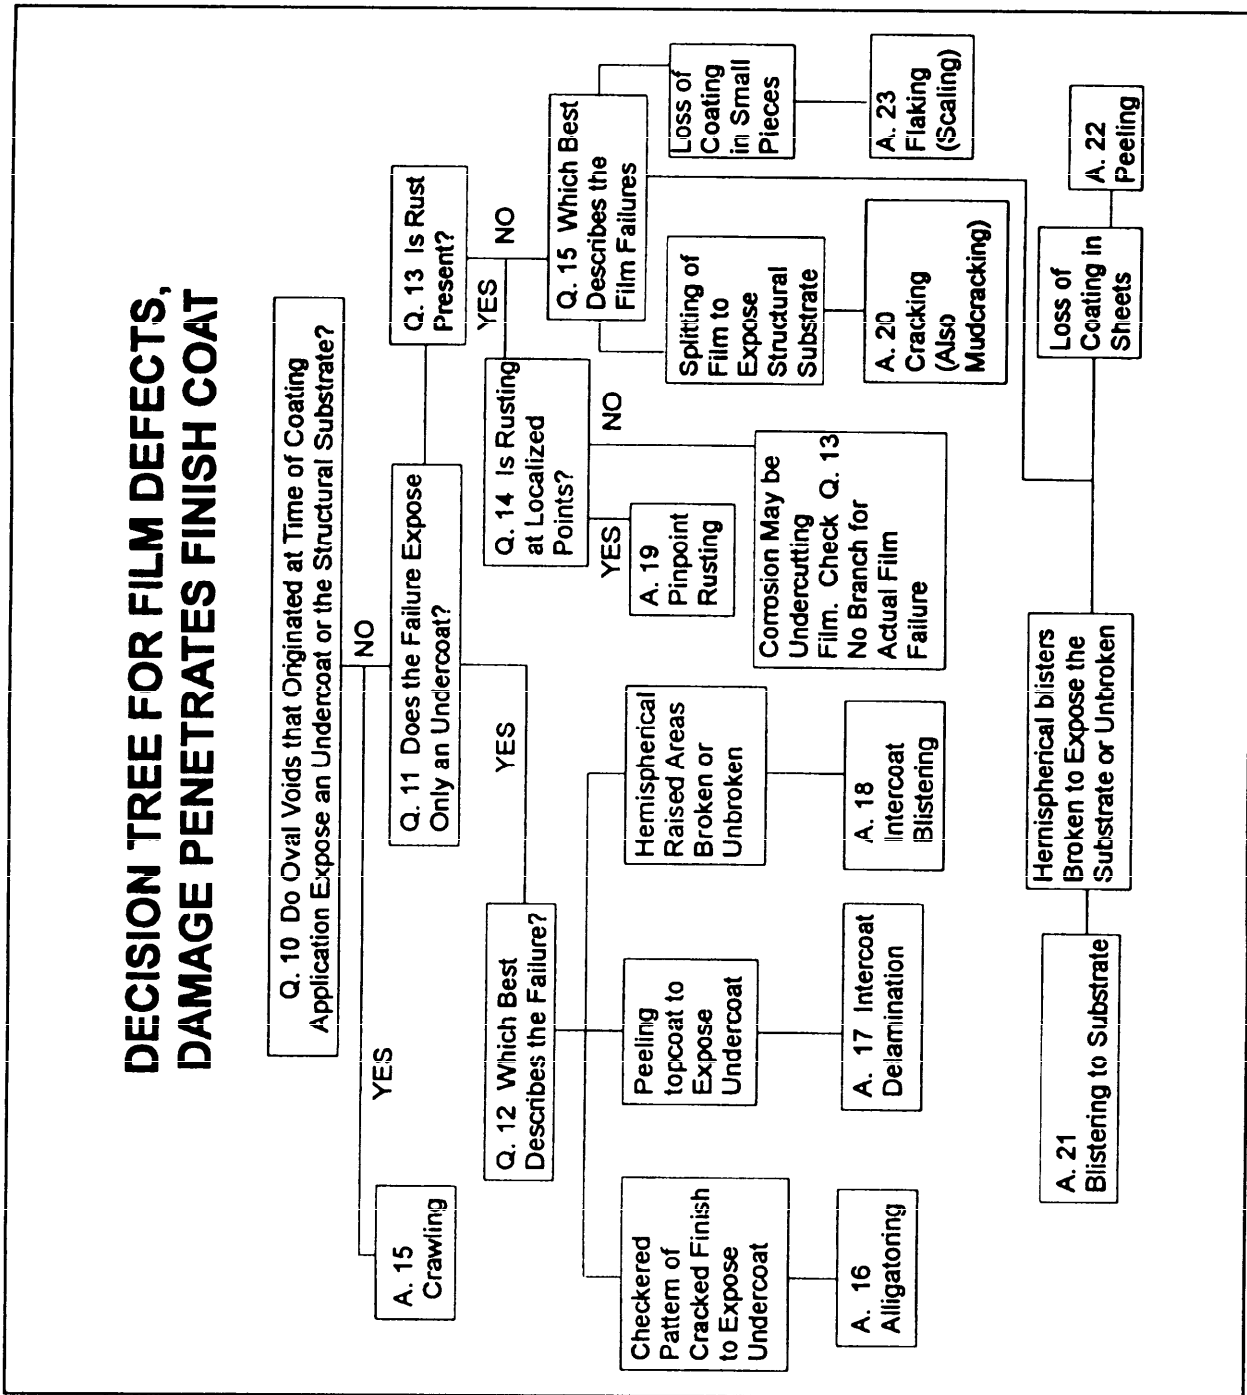 DECISION TREE FOR FILM DEFECTS,
DAMAGE PENETRATES FINISH COAT
Q. 10 Do Oval Voids that Originated at Time of Coating
Application Expose an Undercoat or the Structural Substrate?
YES
NO
A. 15
Crawling
Q. 11 Does the Failure Expose
Only an Undercoat?
YES
Q. 13 Is Rust
Present?
YES
NO
Q. 12 Which Best
Describes the Failure?
Q. 14 Is Rusting
at Localized
Points?
YES
NO
Q. 15 Which Best
Describes the
Film Failures
Checkered
Pattern of
Cracked Finish
to Expose
Undercoat
Peeling
topcoat to
Expose
Undercoat
Hemispherical
Raised Areas
Broken or
Unbroken
A. 19
Pinpoint
Rusting
Splitting of
Film to
Expose
Structural
Substrate
Loss of
Coating
in Small
Pieces
A. 16
Alligatoring
A. 17 Intercoat
Delamination
A. 18
Intercoat
Blistering
Corrosion May be
Undercutting
Film. Check Q. 13
No Branch for
Actual Film
Failure
A. 20
Cracking
(Also
Mudcracking)
A. 23
Flaking
(Scaling)
A. 21
Blistering to Substrate
Hemispherical blisters
Broken to Expose the
Substrate or Unbroken
Loss of
Coating in
Sheets
A. 22
Peeling